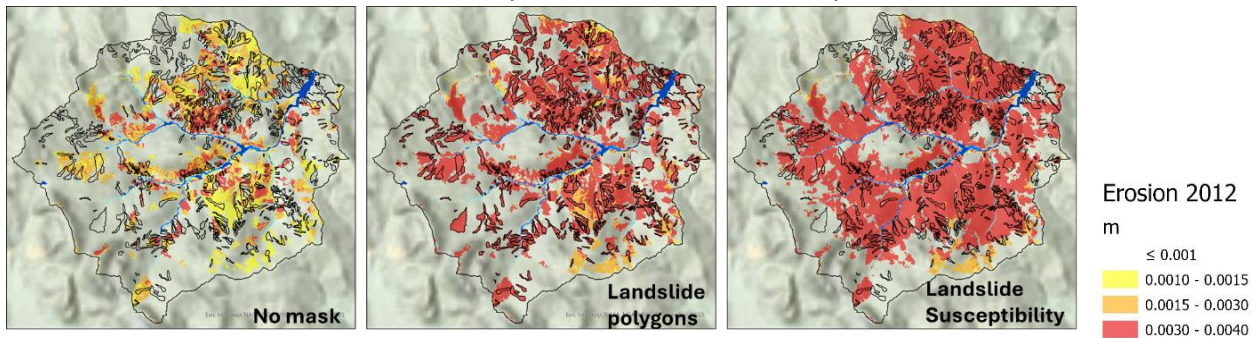 No mask
Landslide
polygons
Landslide
Susceptibility
Erosion 2012
m
≤ 0.001
0.0010 - 0.0015
0.0015 - 0.0030
0.0030 - 0.0040